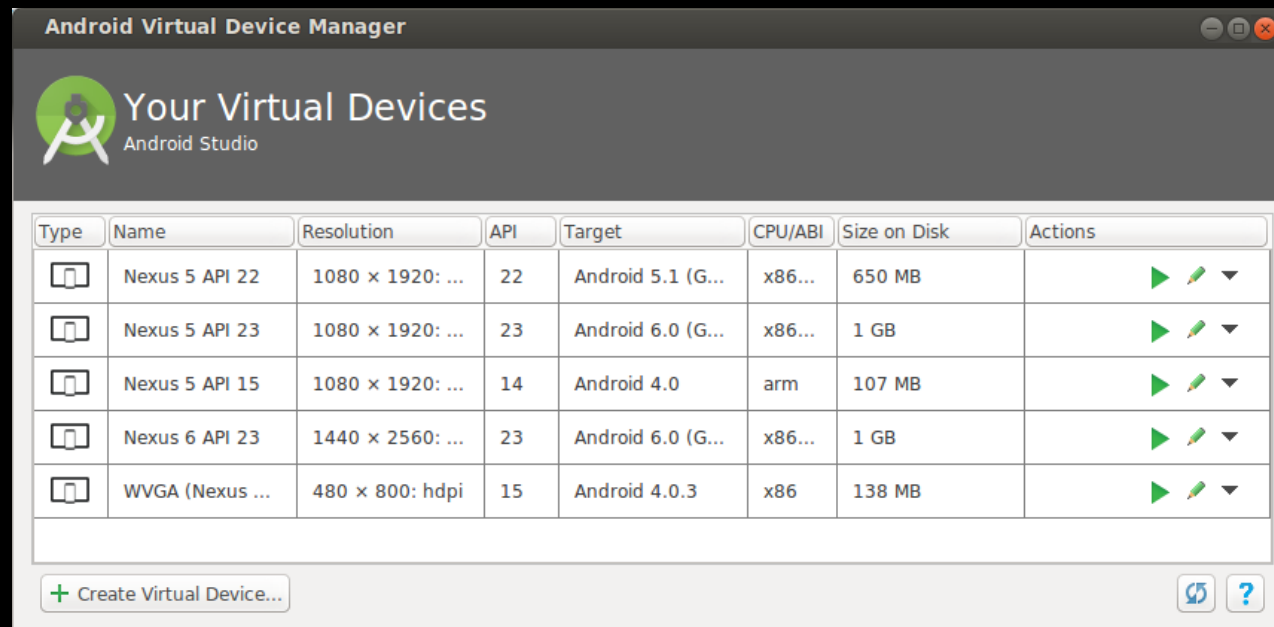 Android Virtual Device Manager
Your Virtual Devices
Android Studio
Type Name Resolution API Target CPU/ABI Size on Disk Actions
Nexus 5 API 22 1080 × 1920: ... 22 Android 5.1 (G... x86... 650 MB
Nexus 5 API 23 1080 × 1920: ... 23 Android 6.0 (G... x86... 1 GB
Nexus 5 API 15 1080 × 1920: ... 14 Android 4.0 arm 107 MB
Nexus 6 API 23 1440 × 2560: ... 23 Android 6.0 (G... x86... 1 GB
WVGA (Nexus ... 480 × 800: hdpi 15 Android 4.0.3 x86 138 MB
+ Create Virtual Device... ?